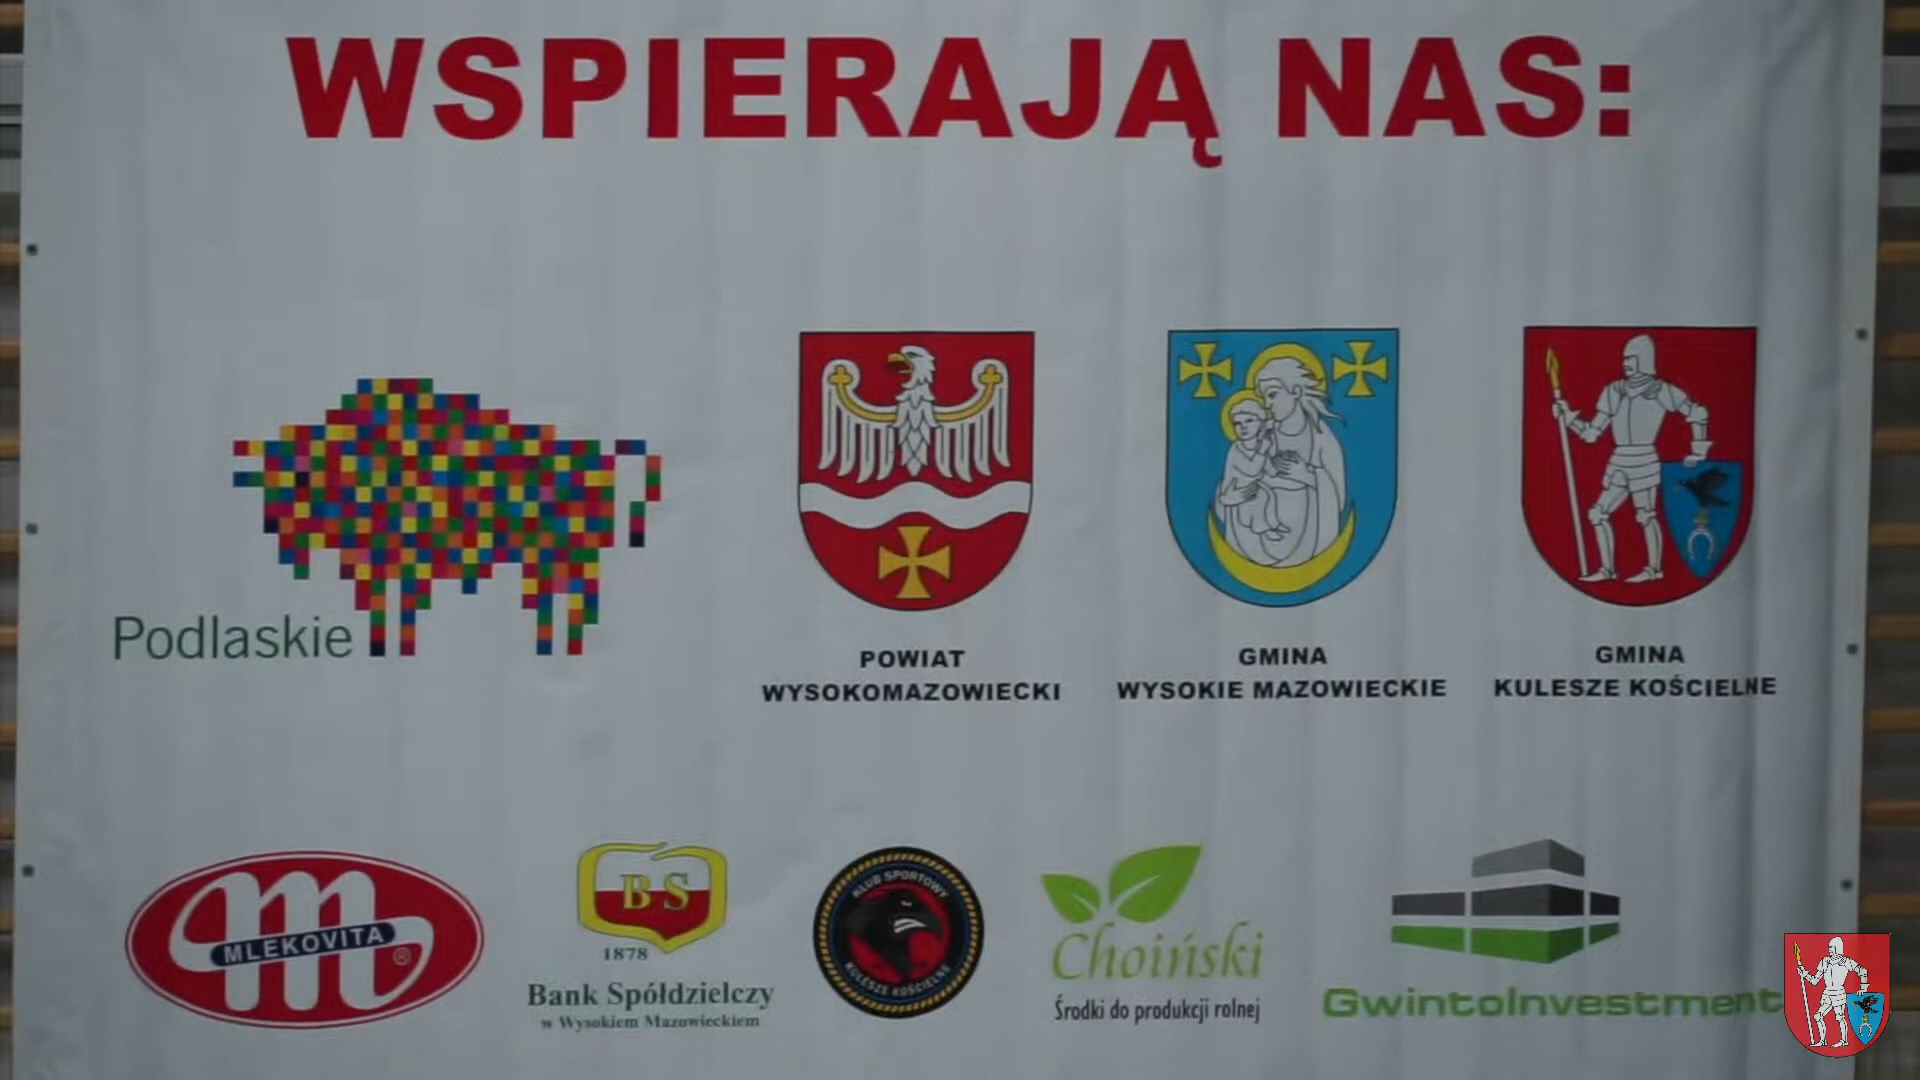 WSPIERAJĄ NAS:
Podlaskie
POWIAT
WYSOKOMAZOWIECKI
GMINA
WYSOKIE MAZOWIECKIE
GMINA
KULESZE KOŚCIELNE
MLEKOVITA
®
BS
1878
Bank Spółdzielczy
w Wysokiem Mazowieckiem
KLUB SPORTOWY
KULESZE KOŚCIELNE
Choiński
Środki do produkcji rolnej
GwintoInvestment